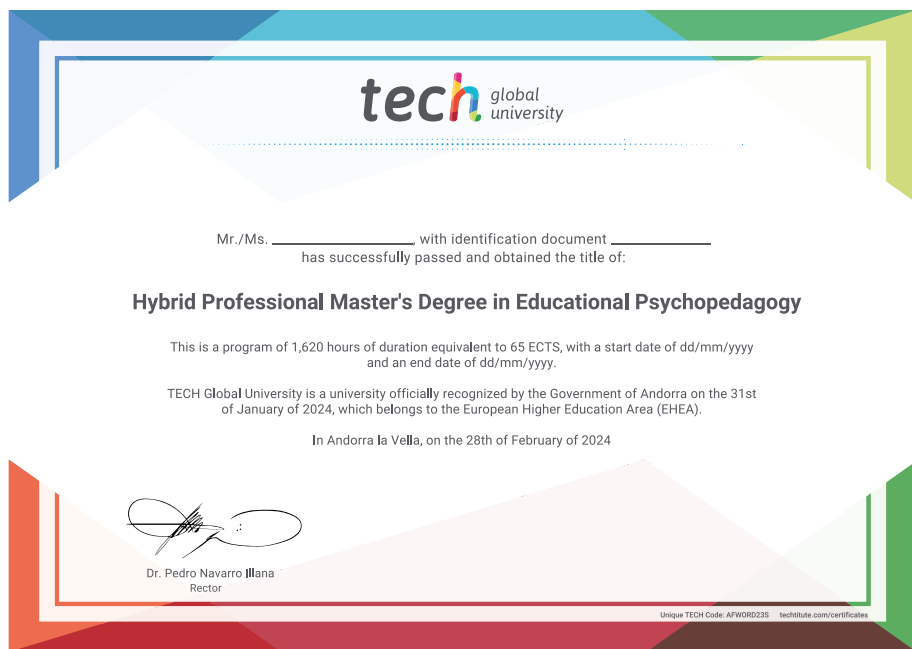 tech global
university
Mr./Ms. ______________, with identification document __________
has successfully passed and obtained the title of:
Hybrid Professional Master's Degree in Educational Psychopedagogy
This is a program of 1,620 hours of duration equivalent to 65 ECTS, with a start date of dd/mm/yyyy
and an end date of dd/mm/yyyy.
TECH Global University is a university officially recognized by the Government of Andorra on the 31st
of January of 2024, which belongs to the European Higher Education Area (EHEA).
In Andorra la Vella, on the 28th of February of 2024
Dr. Pedro Navarro Illana
Rector
Unique TECH Code: AFWORD23S techtitute.com/certificates